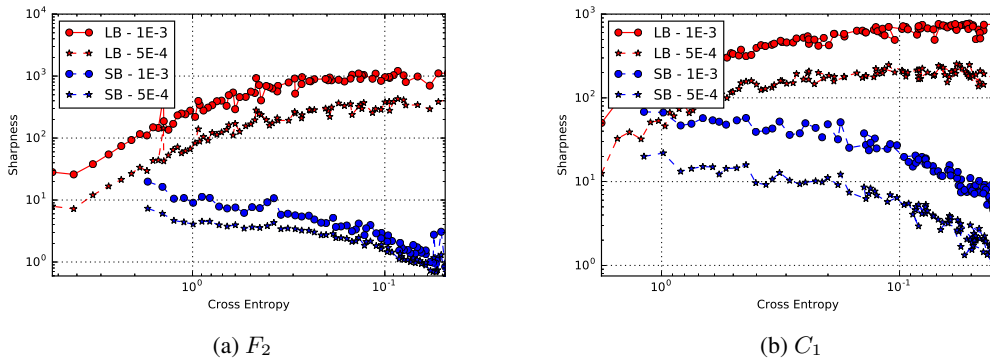 10^4
10^3
10^2
10^1
10^0
Sharpness
LB - 1E-3
LB - 5E-4
SB - 1E-3
SB - 5E-4
10^0
10^-1
Cross Entropy
(a) F_2
10^3
10^2
10^1
10^0
Sharpness
LB - 1E-3
LB - 5E-4
SB - 1E-3
SB - 5E-4
10^0
10^-1
Cross Entropy
(b) C_1